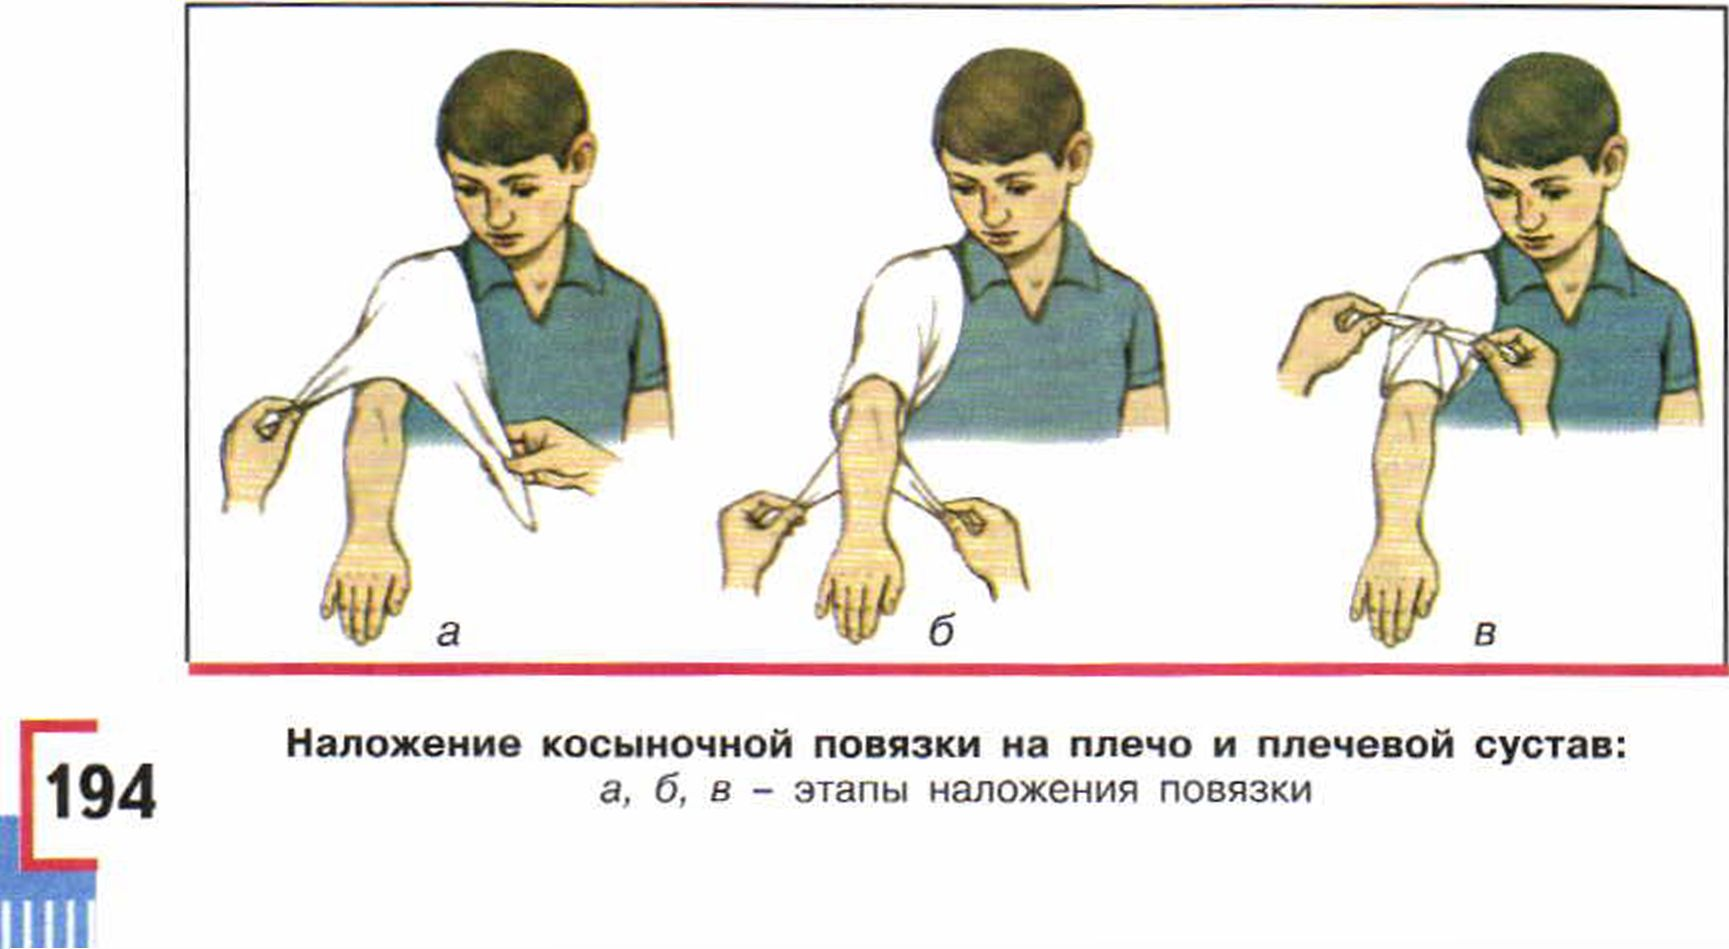 а
б
в
Наложение косыночной повязки на плечо и плечевой сустав:
а, б, в – этапы наложения повязки
194